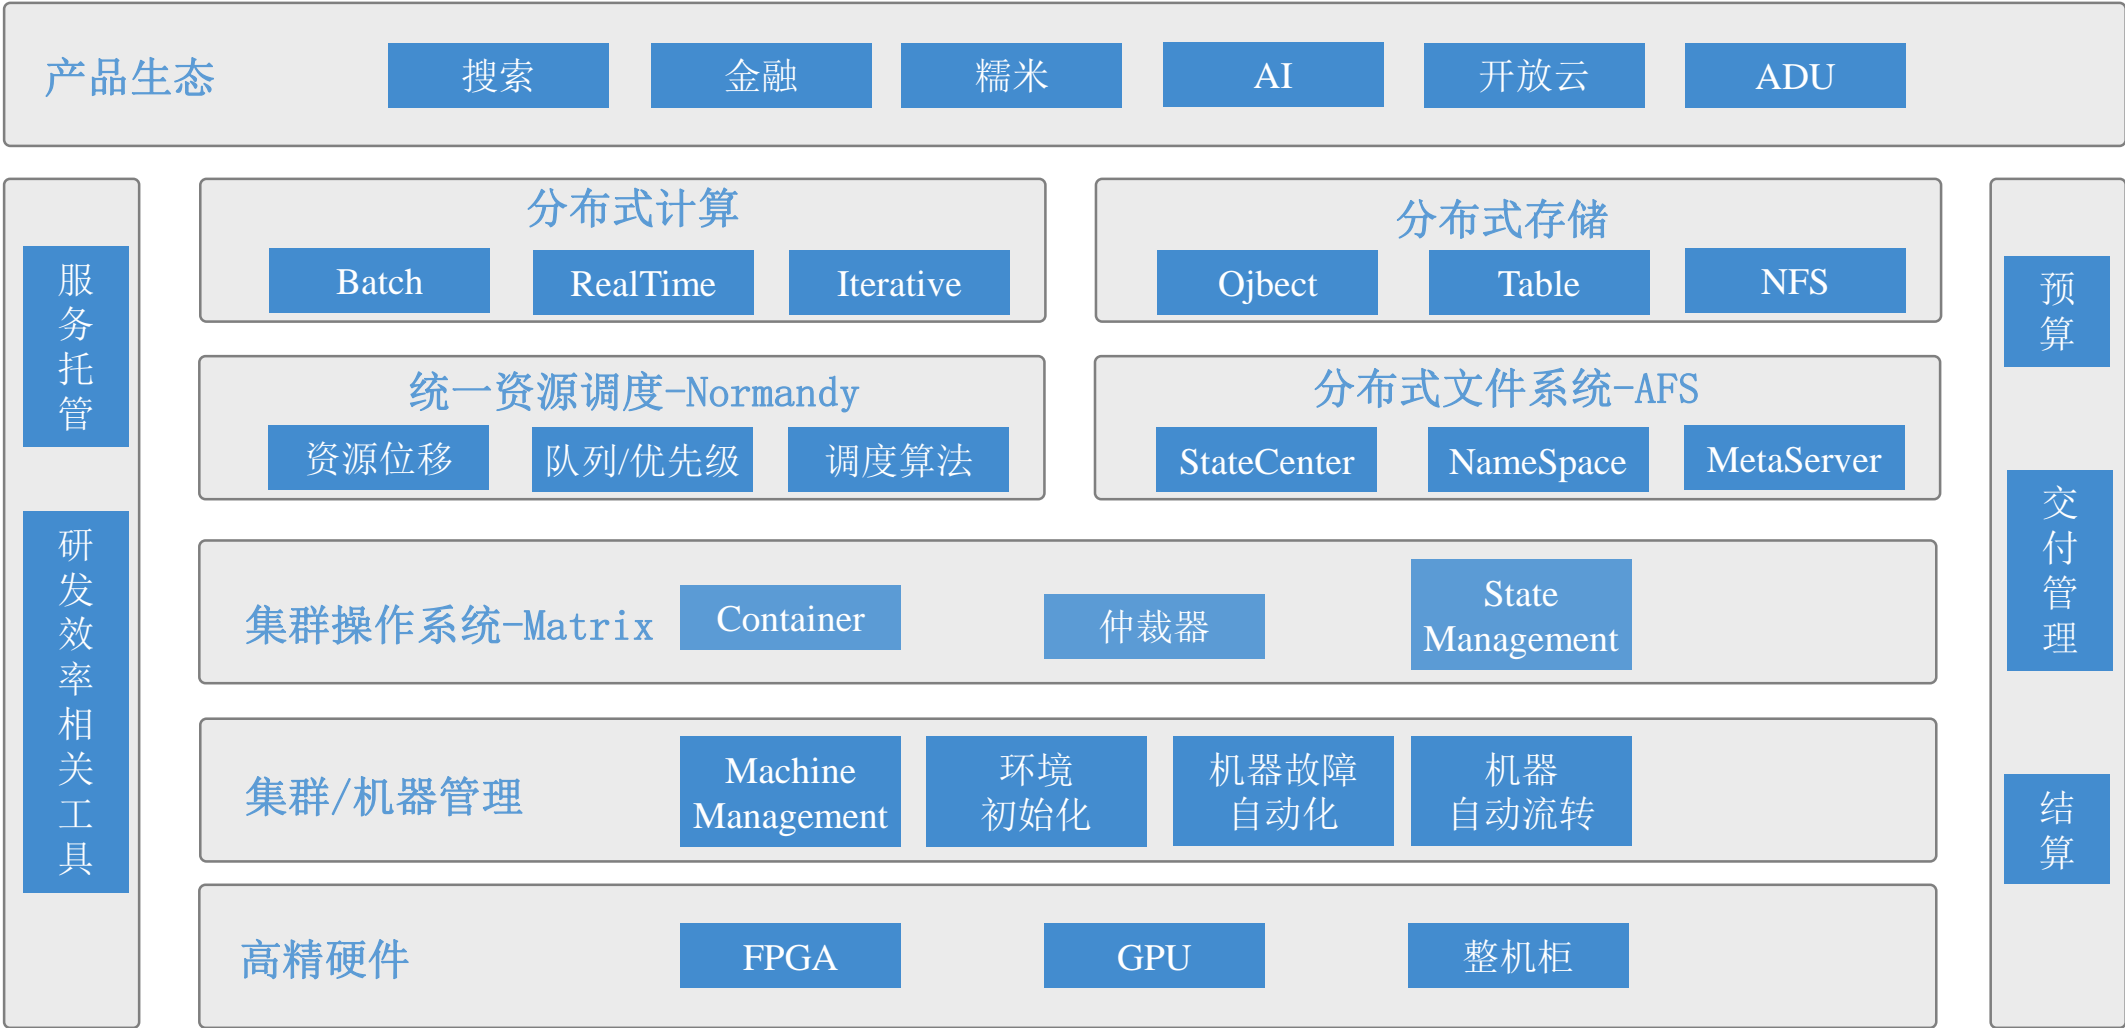 产品生态
搜索
金融
糯米
AI
开放云
ADU
服
务
托
管
研
发
效
率
相
关
工
具
分布式计算
Batch
RealTime
Iterative
分布式存储
Ojbect
Table
NFS
统一资源调度-Normandy
资源位移
队列/优先级
调度算法
分布式文件系统-AFS
StateCenter
NameSpace
MetaServer
集群操作系统-Matrix
Container
仲裁器
State
Management
集群/机器管理
Machine
Management
环境
初始化
机器故障
自动化
机器
自动流转
高精硬件
FPGA
GPU
整机柜
预
算
交
付
管
理
结
算